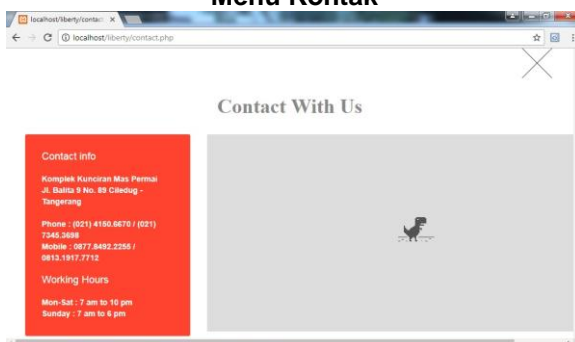 Menu Kontak
localhost/liberty/contact
localhost/liberty/contact.php
Contact With Us
Contact info
Komplek Kunciran Mas Permai
Jl. Balita 9 No. 89 Ciledug -
Tangerang
Phone : (021) 4150.6670 / (021)
7345.3698
Mobile : 0877.8492.2255 /
0813.1917.7712
Working Hours
Mon-Sat : 7 am to 10 pm
Sunday : 7 am to 6 pm